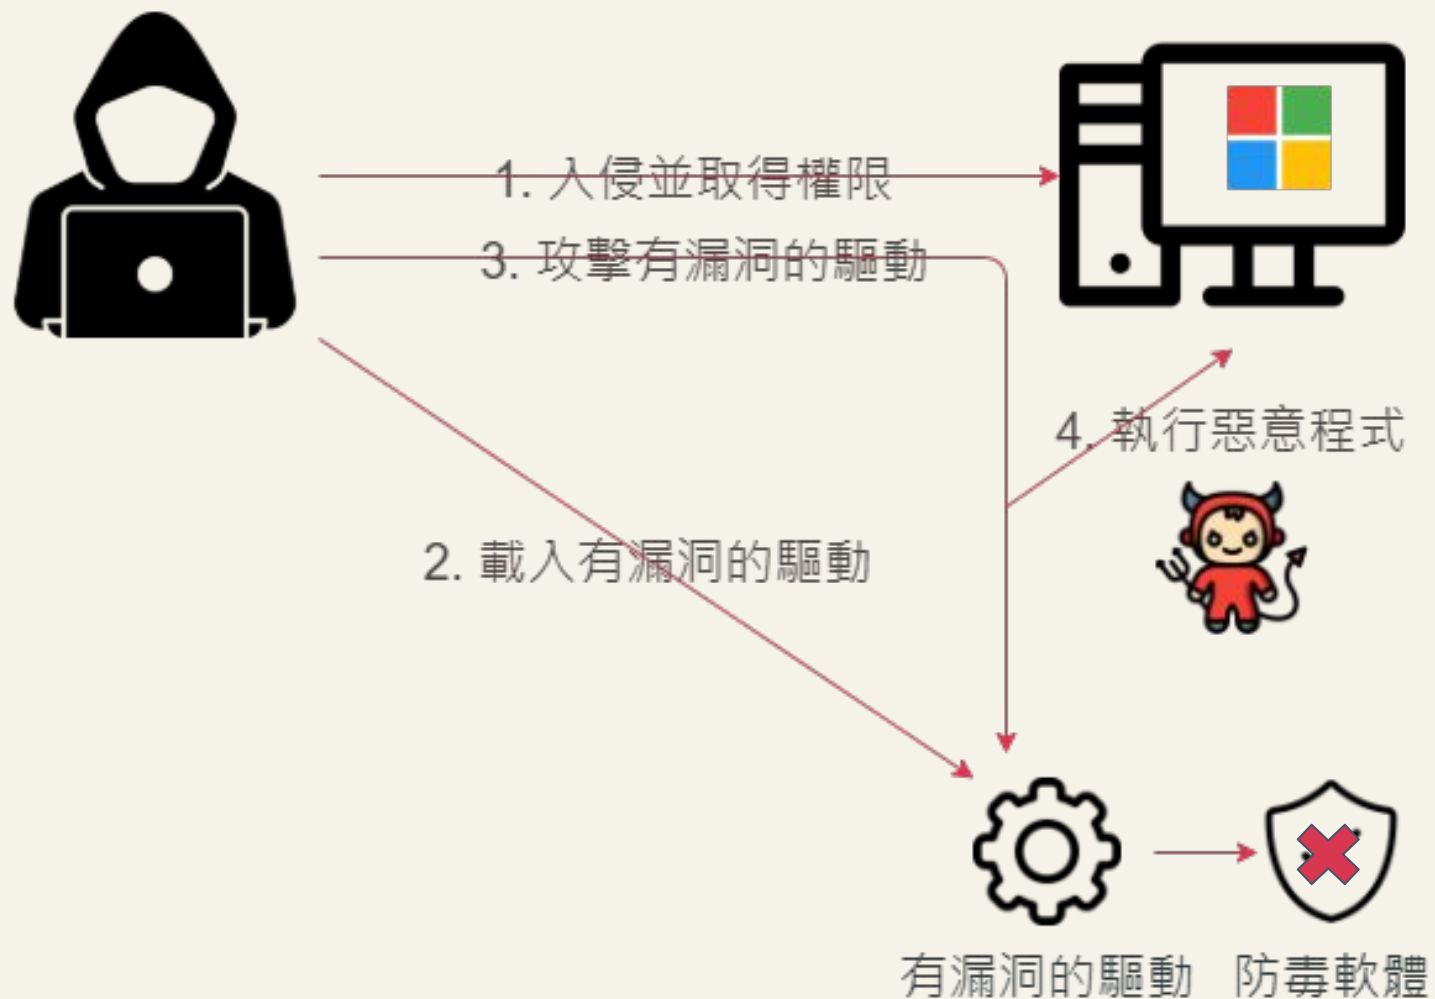 1. 入侵並取得權限
3. 攻擊有漏洞的驅動
4. 執行惡意程式
2. 載入有漏洞的驅動
有漏洞的驅動
防毒軟體